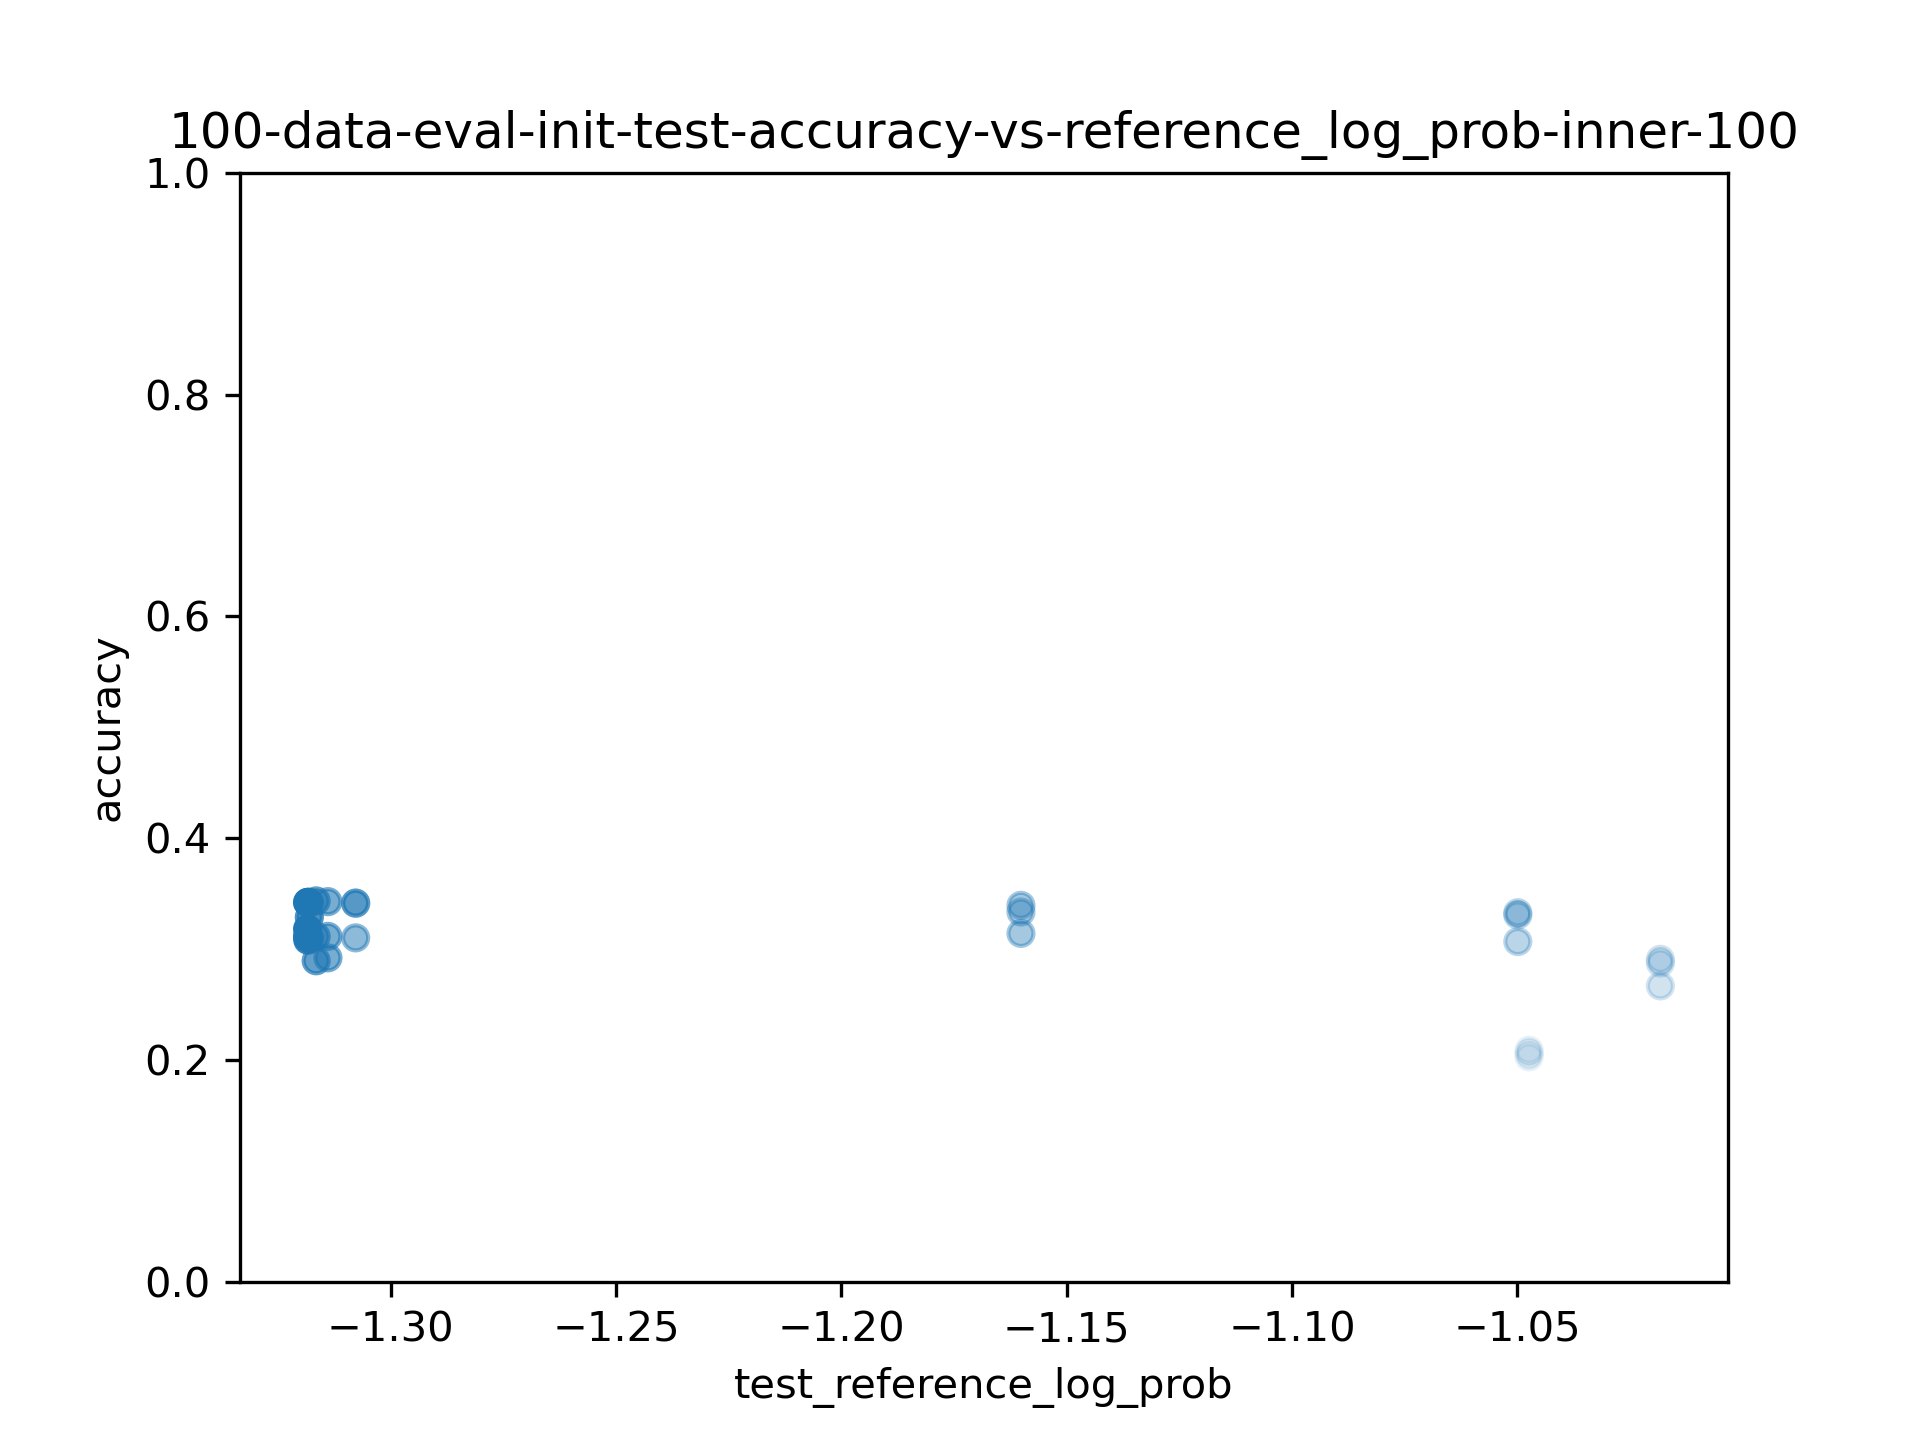 100-data-eval-init-test-accuracy-vs-reference_log_prob-inner-100
1.0
0.8
0.6
0.4
0.2
0.0
accuracy
−1.30 −1.25 −1.20 −1.15 −1.10 −1.05
test_reference_log_prob